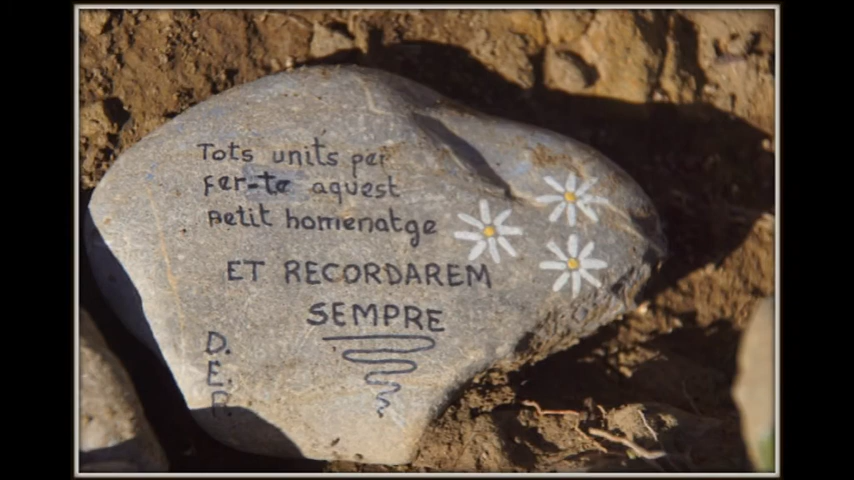 Tots units per
fer-te aquest
petit homenatge
ET RECORDAREM
SEMPRE
D.
E.
P.